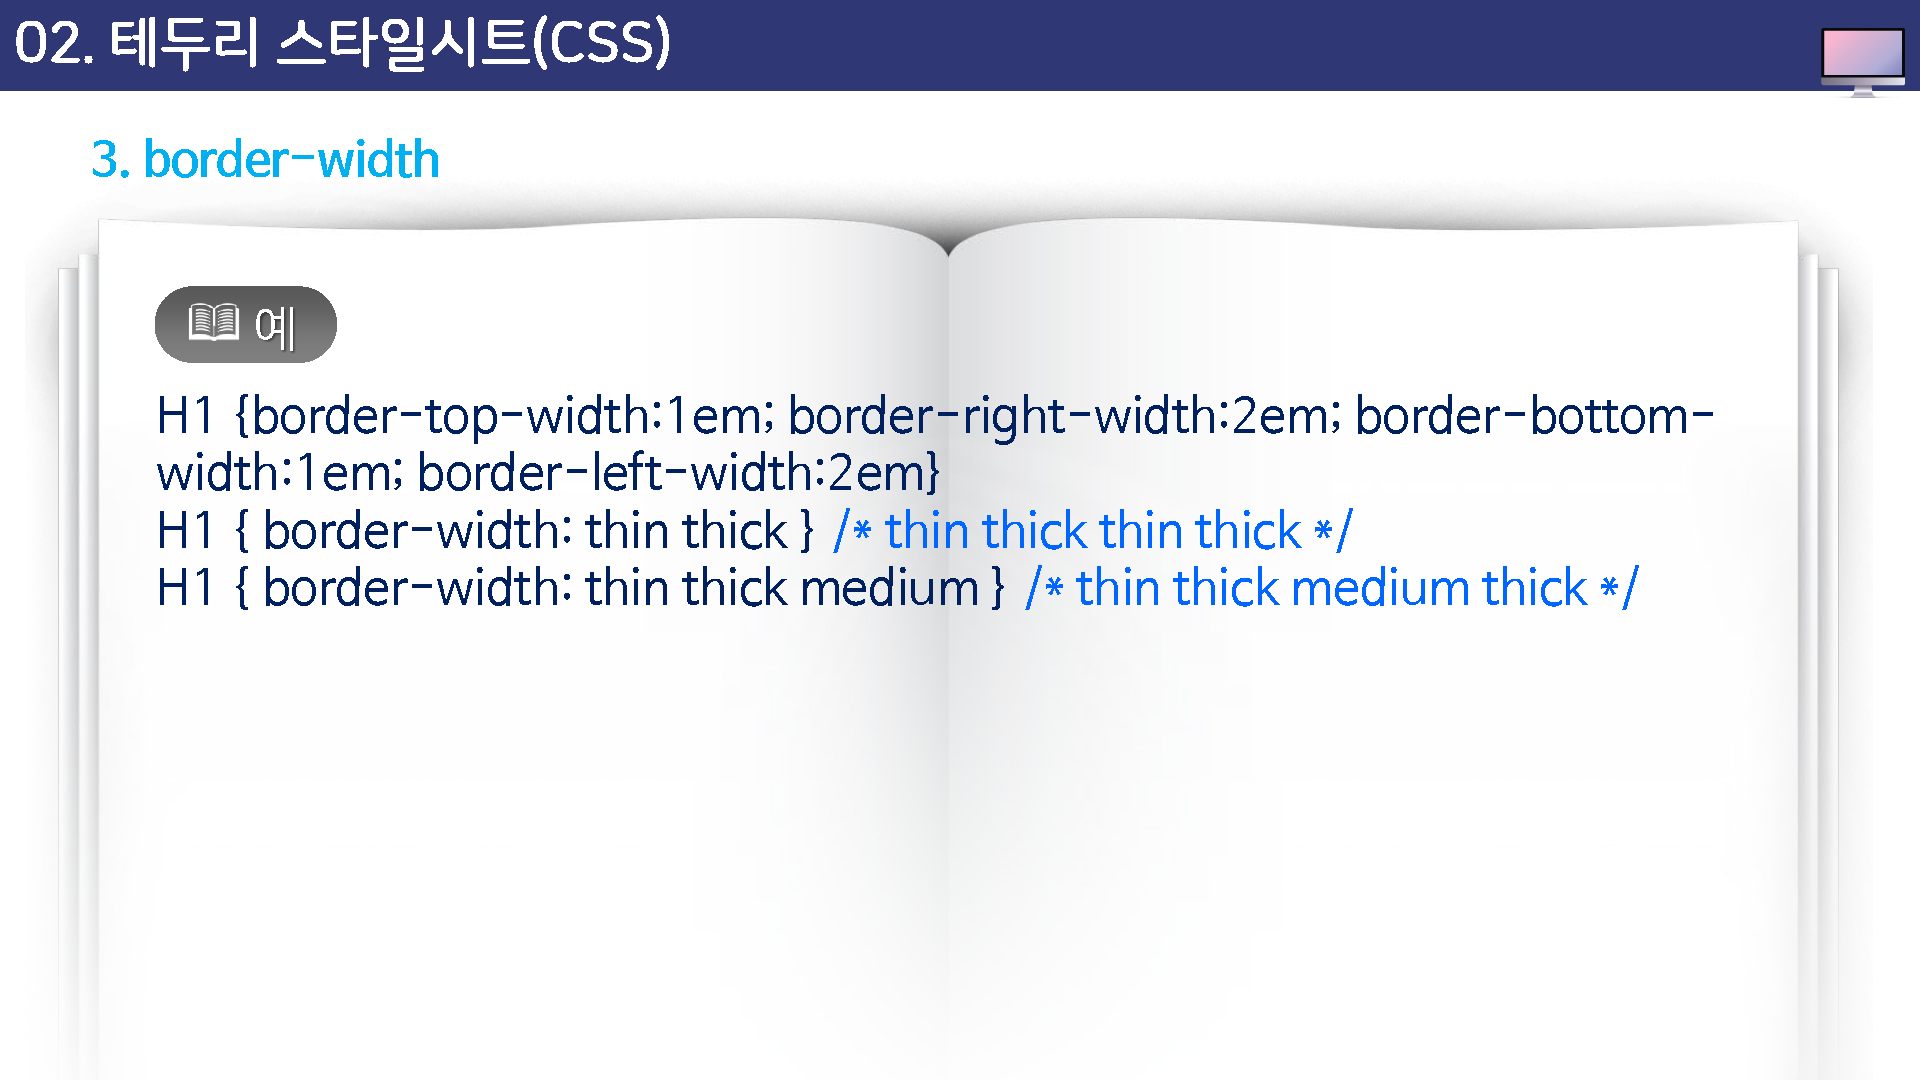 02. 테두리 스타일시트(CSS)
3. border-width
예
H1 {border-top-width:1em; border-right-width:2em; border-bottom-
width:1em; border-left-width:2em}
H1 { border-width: thin thick } /* thin thick thin thick */
H1 { border-width: thin thick medium } /* thin thick medium thick */